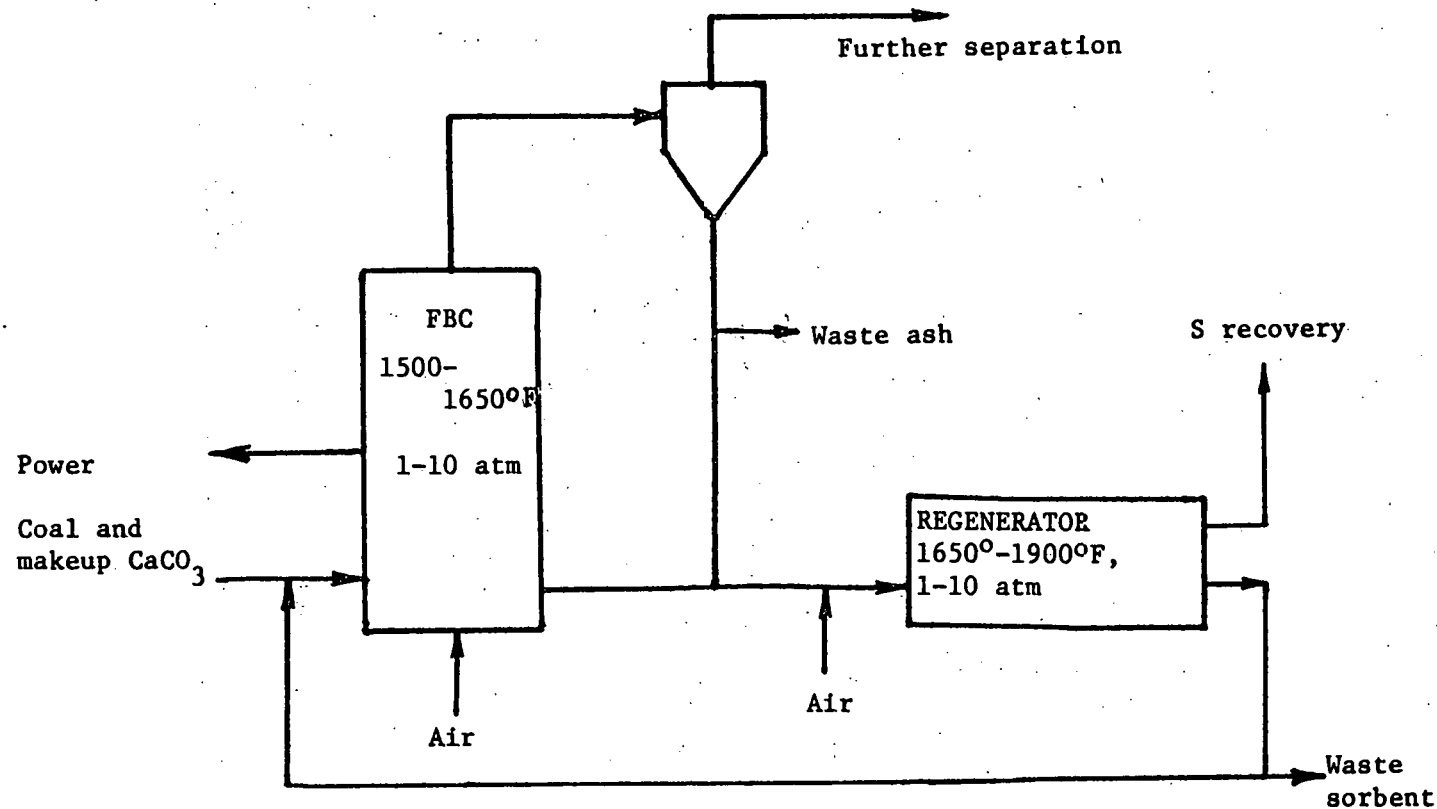 Further separation
FBC
1500-
1650°F
1-10 atm
Waste ash
S recovery
Power
Coal and
makeup CaCO₃
REGENERATOR
1650°-1900°F,
1-10 atm
Air
Air
Waste
sorbent